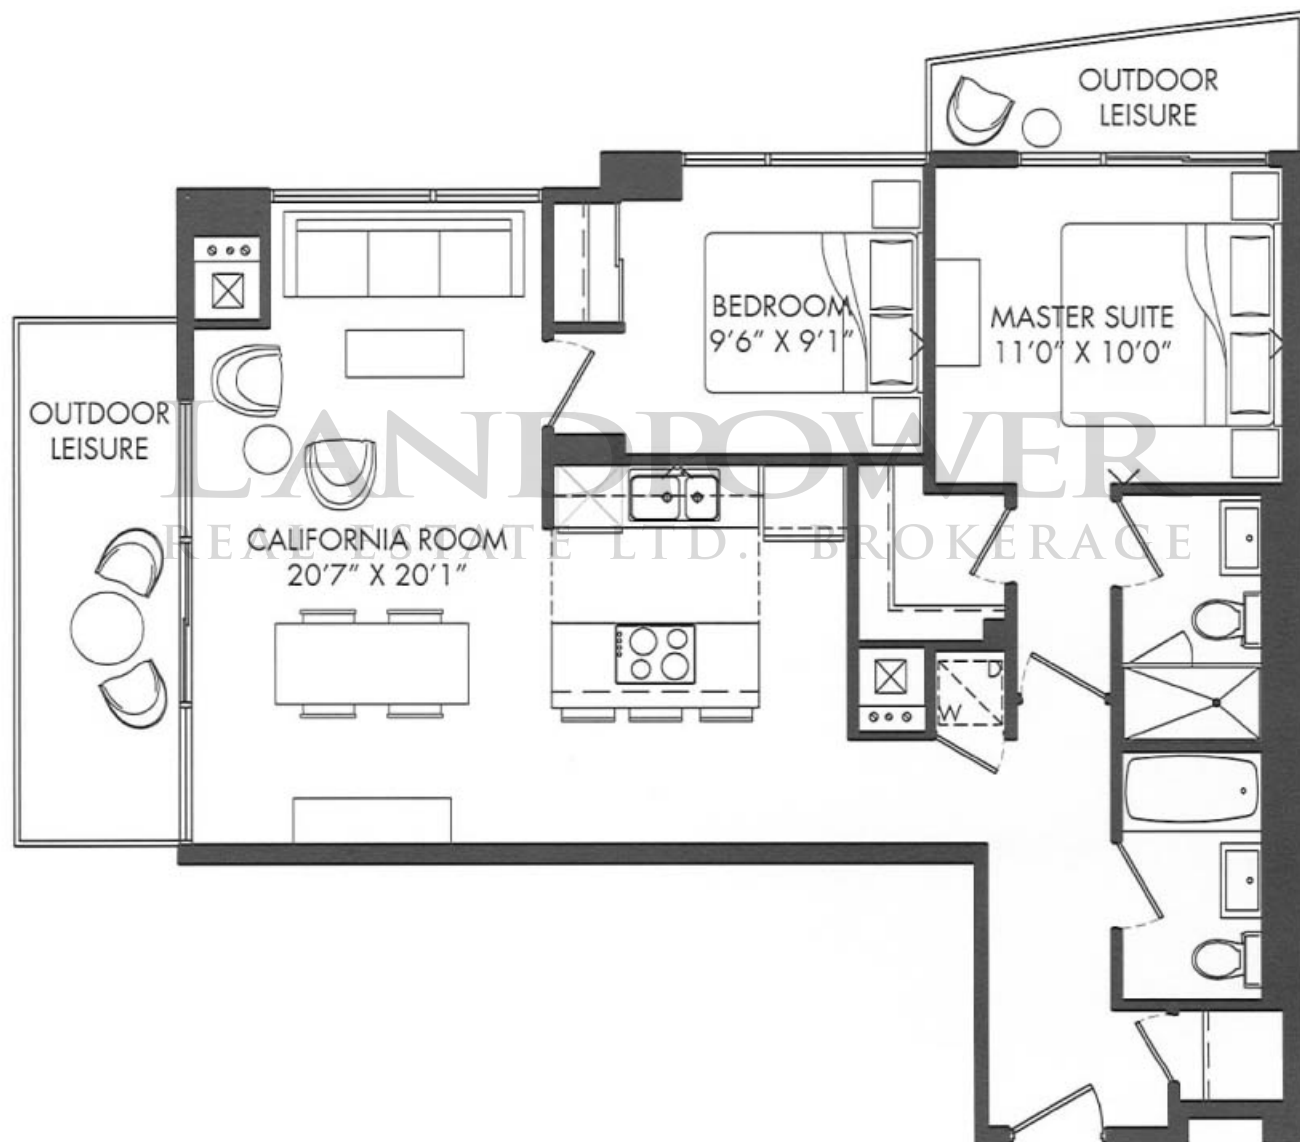 OUTDOOR
LEISURE
BEDROOM
9'6" X 9'1"
MASTER SUITE
11'0" X 10'0"
OUTDOOR
LEISURE
LANDPOWER
REAL ESTATE LTD. BROKERAGE
CALIFORNIA ROOM
20'7" X 20'1"
D
W